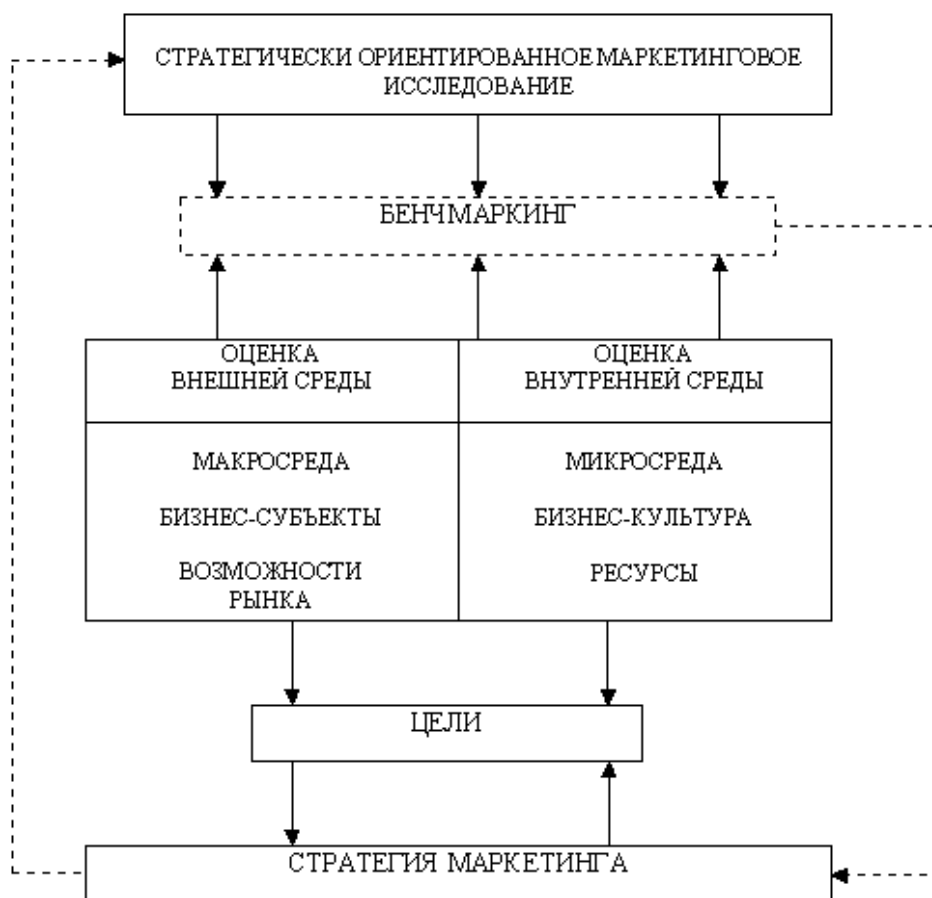 СТРАТЕГИЧЕСКИ ОРИЕНТИРОВАННОЕ МАРКЕТИНГОВОЕ
ИССЛЕДОВАНИЕ
БЕНЧМАРКИНГ
ОЦЕНКА
ВНЕШНЕЙ СРЕДЫ
ОЦЕНКА
ВНУТРЕННЕЙ СРЕДЫ
МАКРОСРЕДА
БИЗНЕС-СУБЪЕКТЫ
ВОЗМОЖНОСТИ
РЫНКА
МИКРОСРЕДА
БИЗНЕС-КУЛЬТУРА
РЕСУРСЫ
ЦЕЛИ
СТРАТЕГИЯ МАРКЕТИНГА